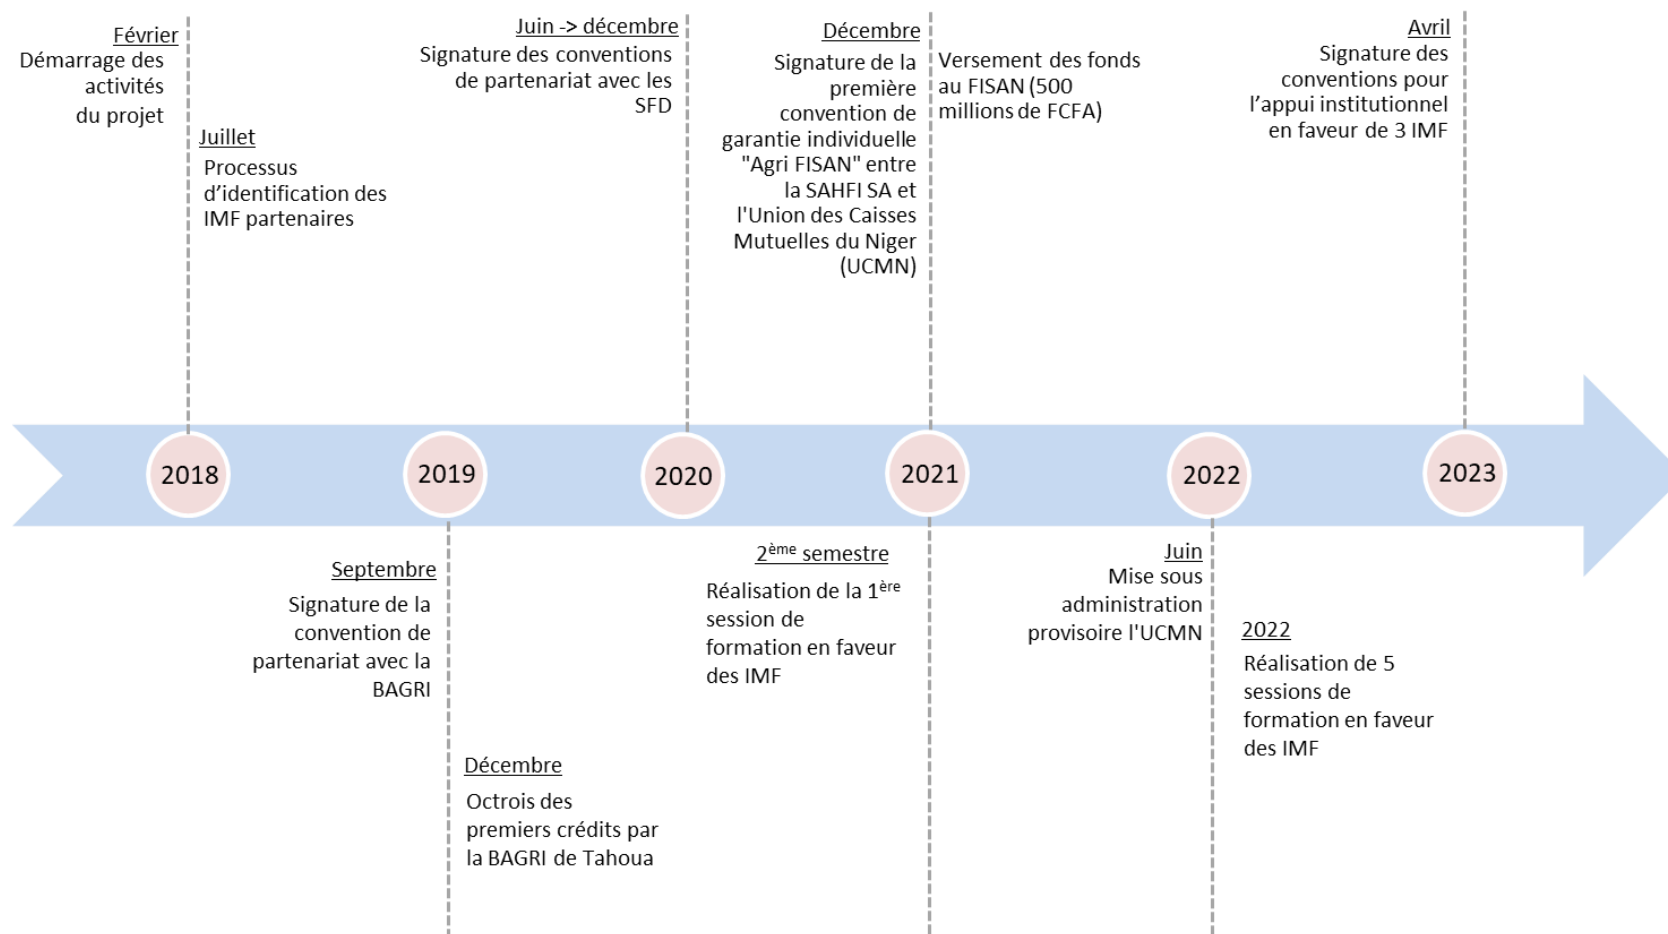 Février
Démarrage des
activités
du projet
Juillet
Processus
d’identification des
IMF partenaires
Juin -> décembre
Signature des conventions
de partenariat avec les
SFD
Décembre
Signature de la
première
convention de
garantie individuelle
"Agri FISAN" entre
la SAHFI SA et
l'Union des Caisses
Mutuelles du Niger
(UCMN)
Versement des fonds
au FISAN (500
millions de FCFA)
Avril
Signature des
conventions pour
l’appui institutionnel
en faveur de 3 IMF
2018
2019
2020
2021
2022
2023
Septembre
Signature de la
convention de
partenariat avec la
BAGRI
Décembre
Octrois des
premiers crédits par
la BAGRI de Tahoua
2ème semestre
Réalisation de la 1ère
session de
formation en faveur
des IMF
Juin
Mise sous
administration
provisoire l'UCMN
2022
Réalisation de 5
sessions de
formation en faveur
des IMF